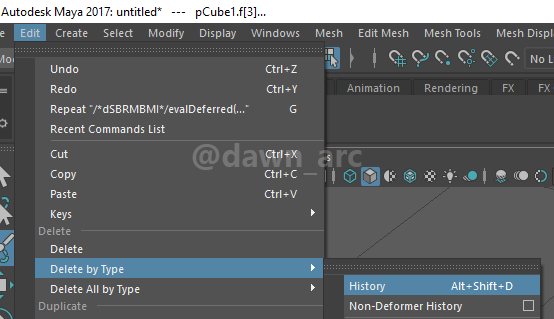 Autodesk Maya 2017: untitled*   ---   pCube1.f[3]...
Edit Create Select Modify Display Windows Mesh Edit Mesh Mesh Tools Mesh Display
No L
Undo Ctrl+Z
Redo Ctrl+Y
Repeat "/*dSBRMBMI*/evalDeferred(..." G
Recent Commands List
Animation Rendering FX FX
Cut Ctrl+X
@dawn_arc
Copy Ctrl+C
Paste Ctrl+V
Keys
Delete
Delete
Delete by Type
Delete All by Type
Duplicate
History Alt+Shift+D
Non-Deformer History